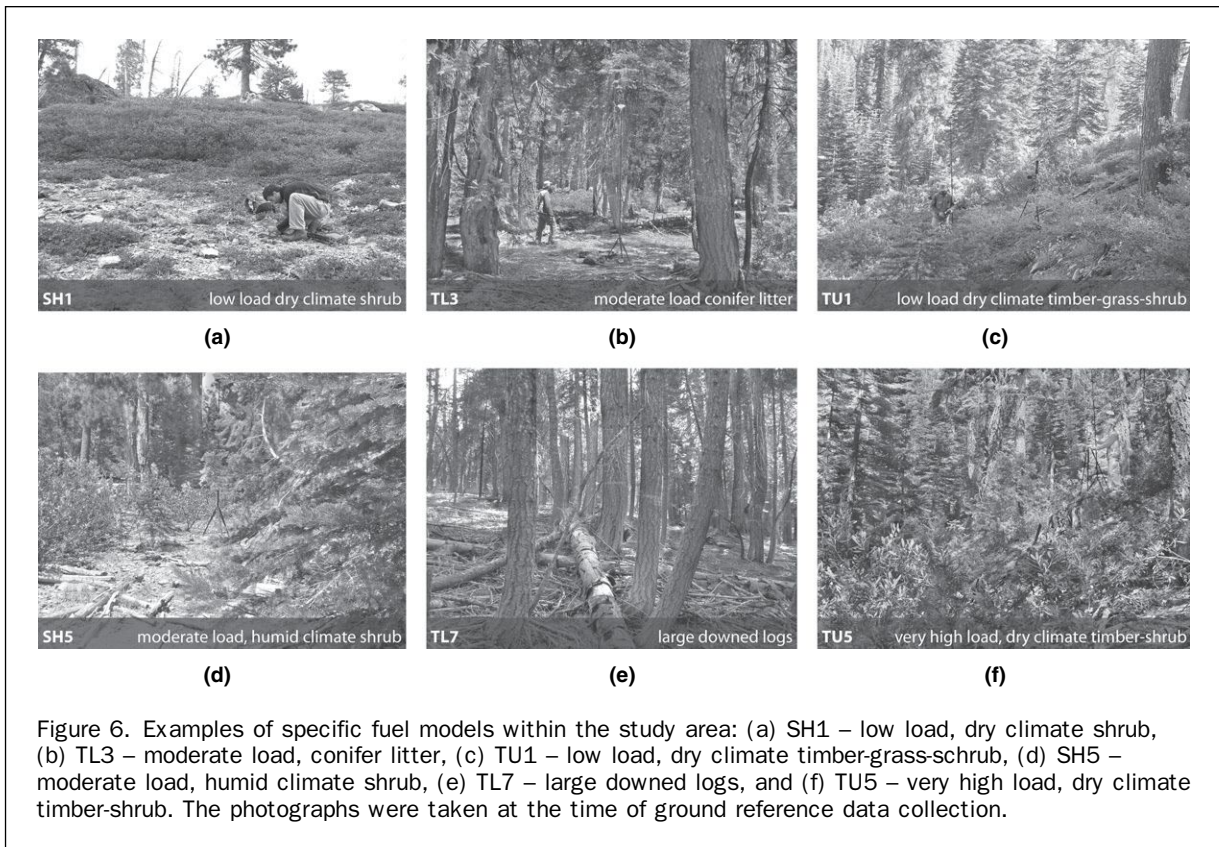 SH1 low load dry climate shrub
TL3 moderate load conifer litter
TU1 low load dry climate timber-grass-shrub
(a)
(b)
(c)
SH5 moderate load, humid climate shrub
TL7 large downed logs
TU5 very high load, dry climate timber-shrub
(d)
(e)
(f)
Figure 6. Examples of specific fuel models within the study area: (a) SH1 – low load, dry climate shrub,
(b) TL3 – moderate load, conifer litter, (c) TU1 – low load, dry climate timber-grass-schrub, (d) SH5 –
moderate load, humid climate shrub, (e) TL7 – large downed logs, and (f) TU5 – very high load, dry climate
timber-shrub. The photographs were taken at the time of ground reference data collection.